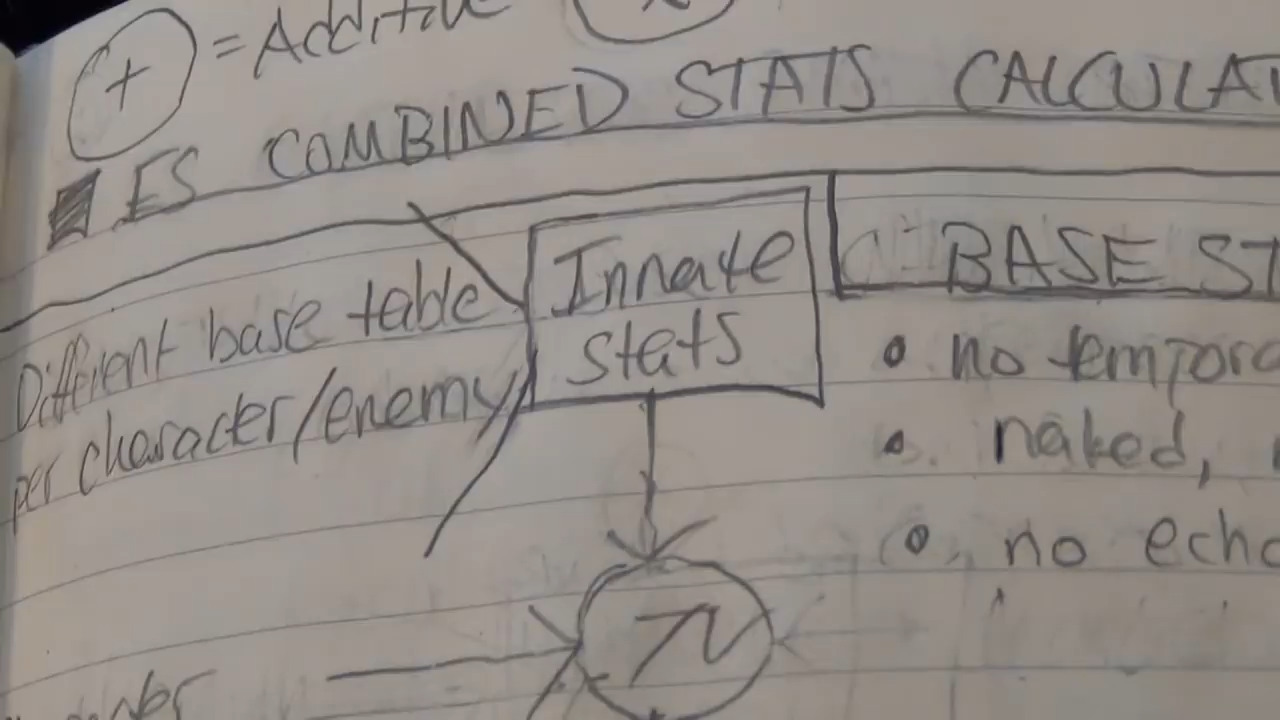 + = Additive
ES COMBINED STATS CALCULAT
Innate
stats
BASE ST
Different base table
per character/enemy
no tempora
naked,
no echo